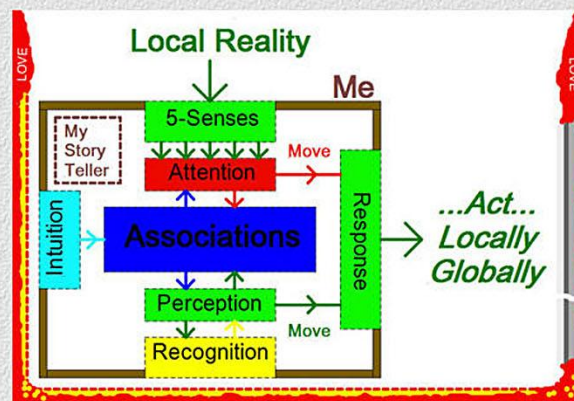 LOVE
Local Reality
LOVE
Me
5-Senses
My
Story
Teller
Attention
Move
Response
Intuition
Associations
...Act...
Locally
Globally
Perception
Move
Recognition